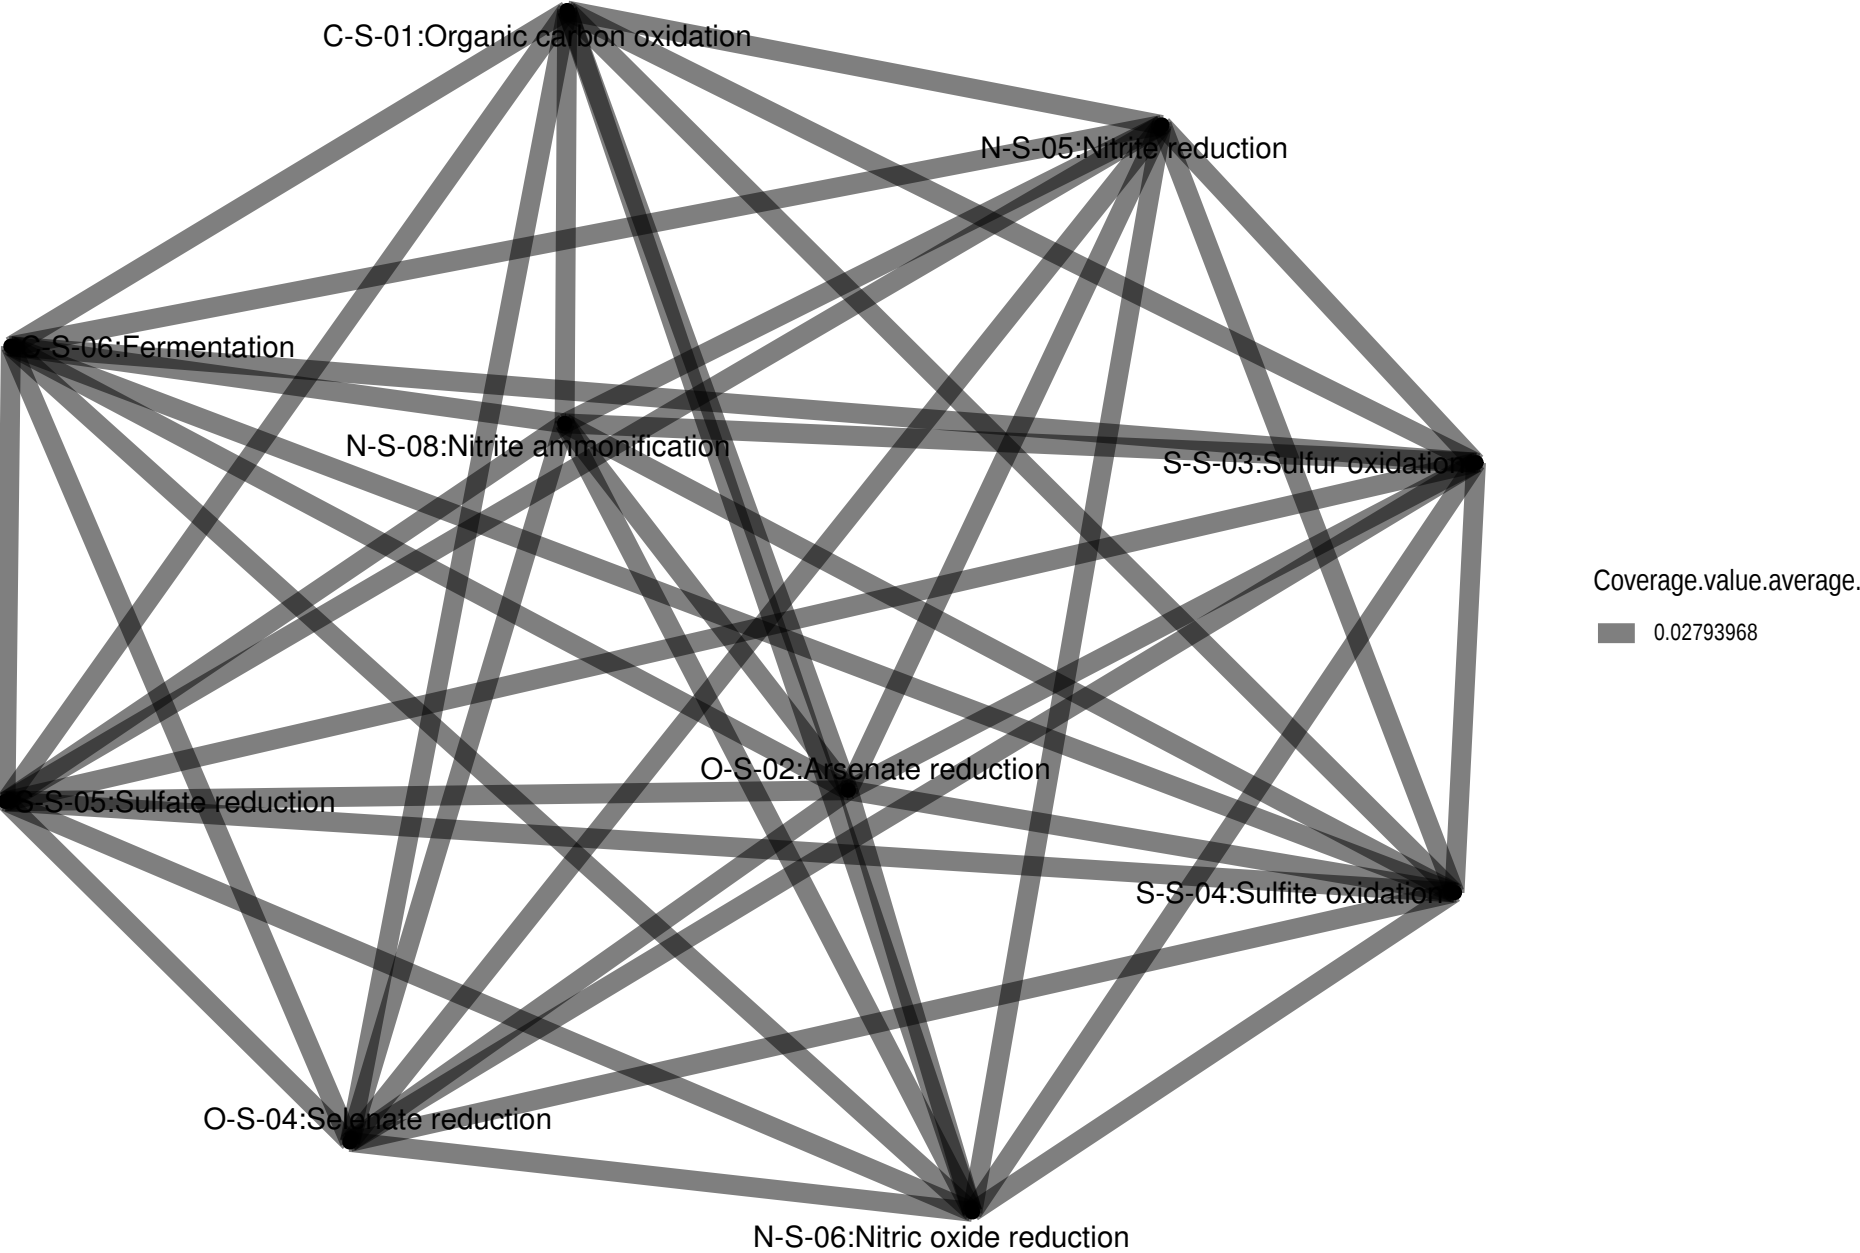 C-S-01:Organic carbon oxidation
N-S-05:Nitrite reduction
C-S-06:Fermentation
N-S-08:Nitrite ammonification
S-S-03:Sulfur oxidation
Coverage.value.average.
0.02793968
O-S-02:Arsenate reduction
S-S-05:Sulfate reduction
S-S-04:Sulfite oxidation
O-S-04:Selenate reduction
N-S-06:Nitric oxide reduction